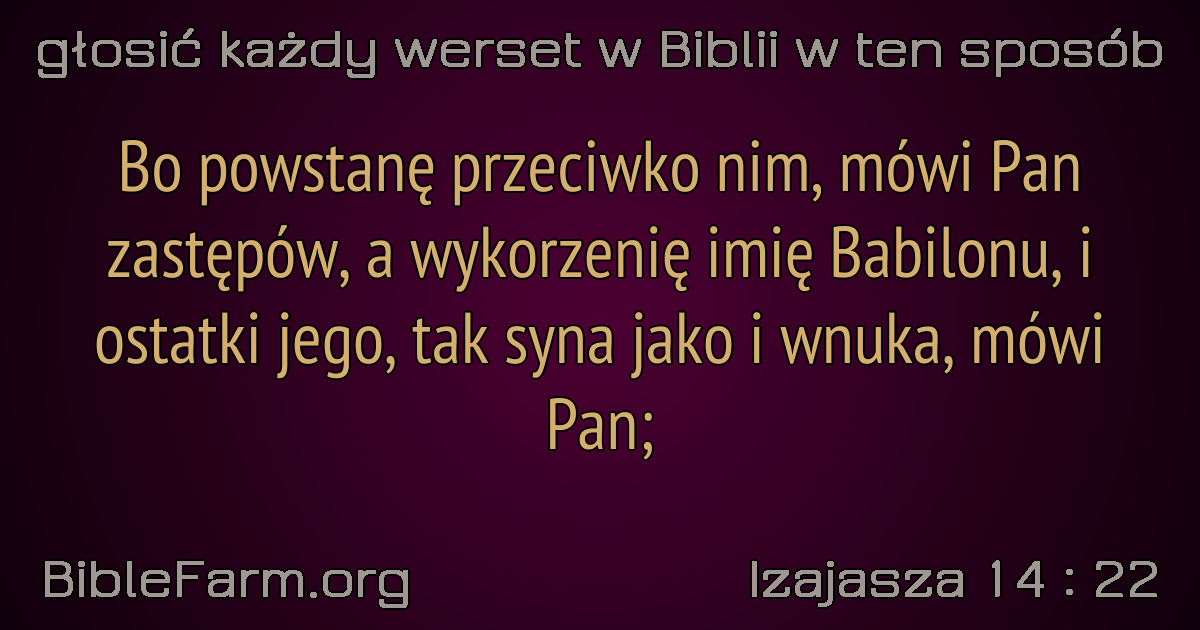 głosić każdy werset w Biblii w ten sposób
Bo powstanę przeciwko nim, mówi Pan
zastępów, a wykorzenię imię Babilonu, i
ostatki jego, tak syna jako i wnuka, mówi
Pan;
BibleFarm.org
Izajasza 14 : 22